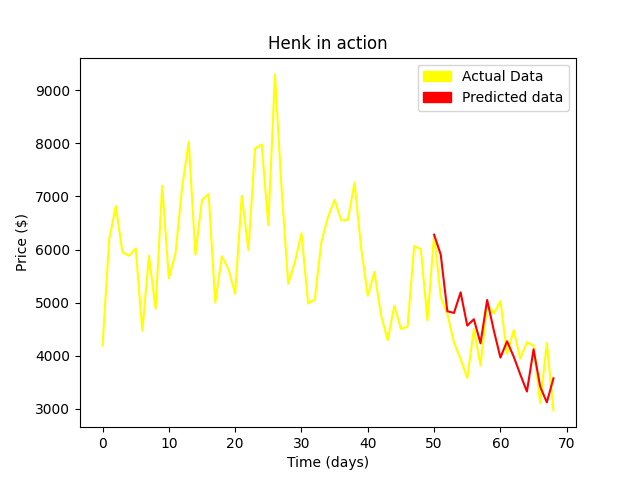 Henk in action
Actual Data
Predicted data
Price ($)
9000
8000
7000
6000
5000
4000
3000
0 10 20 30 40 50 60 70
Time (days)